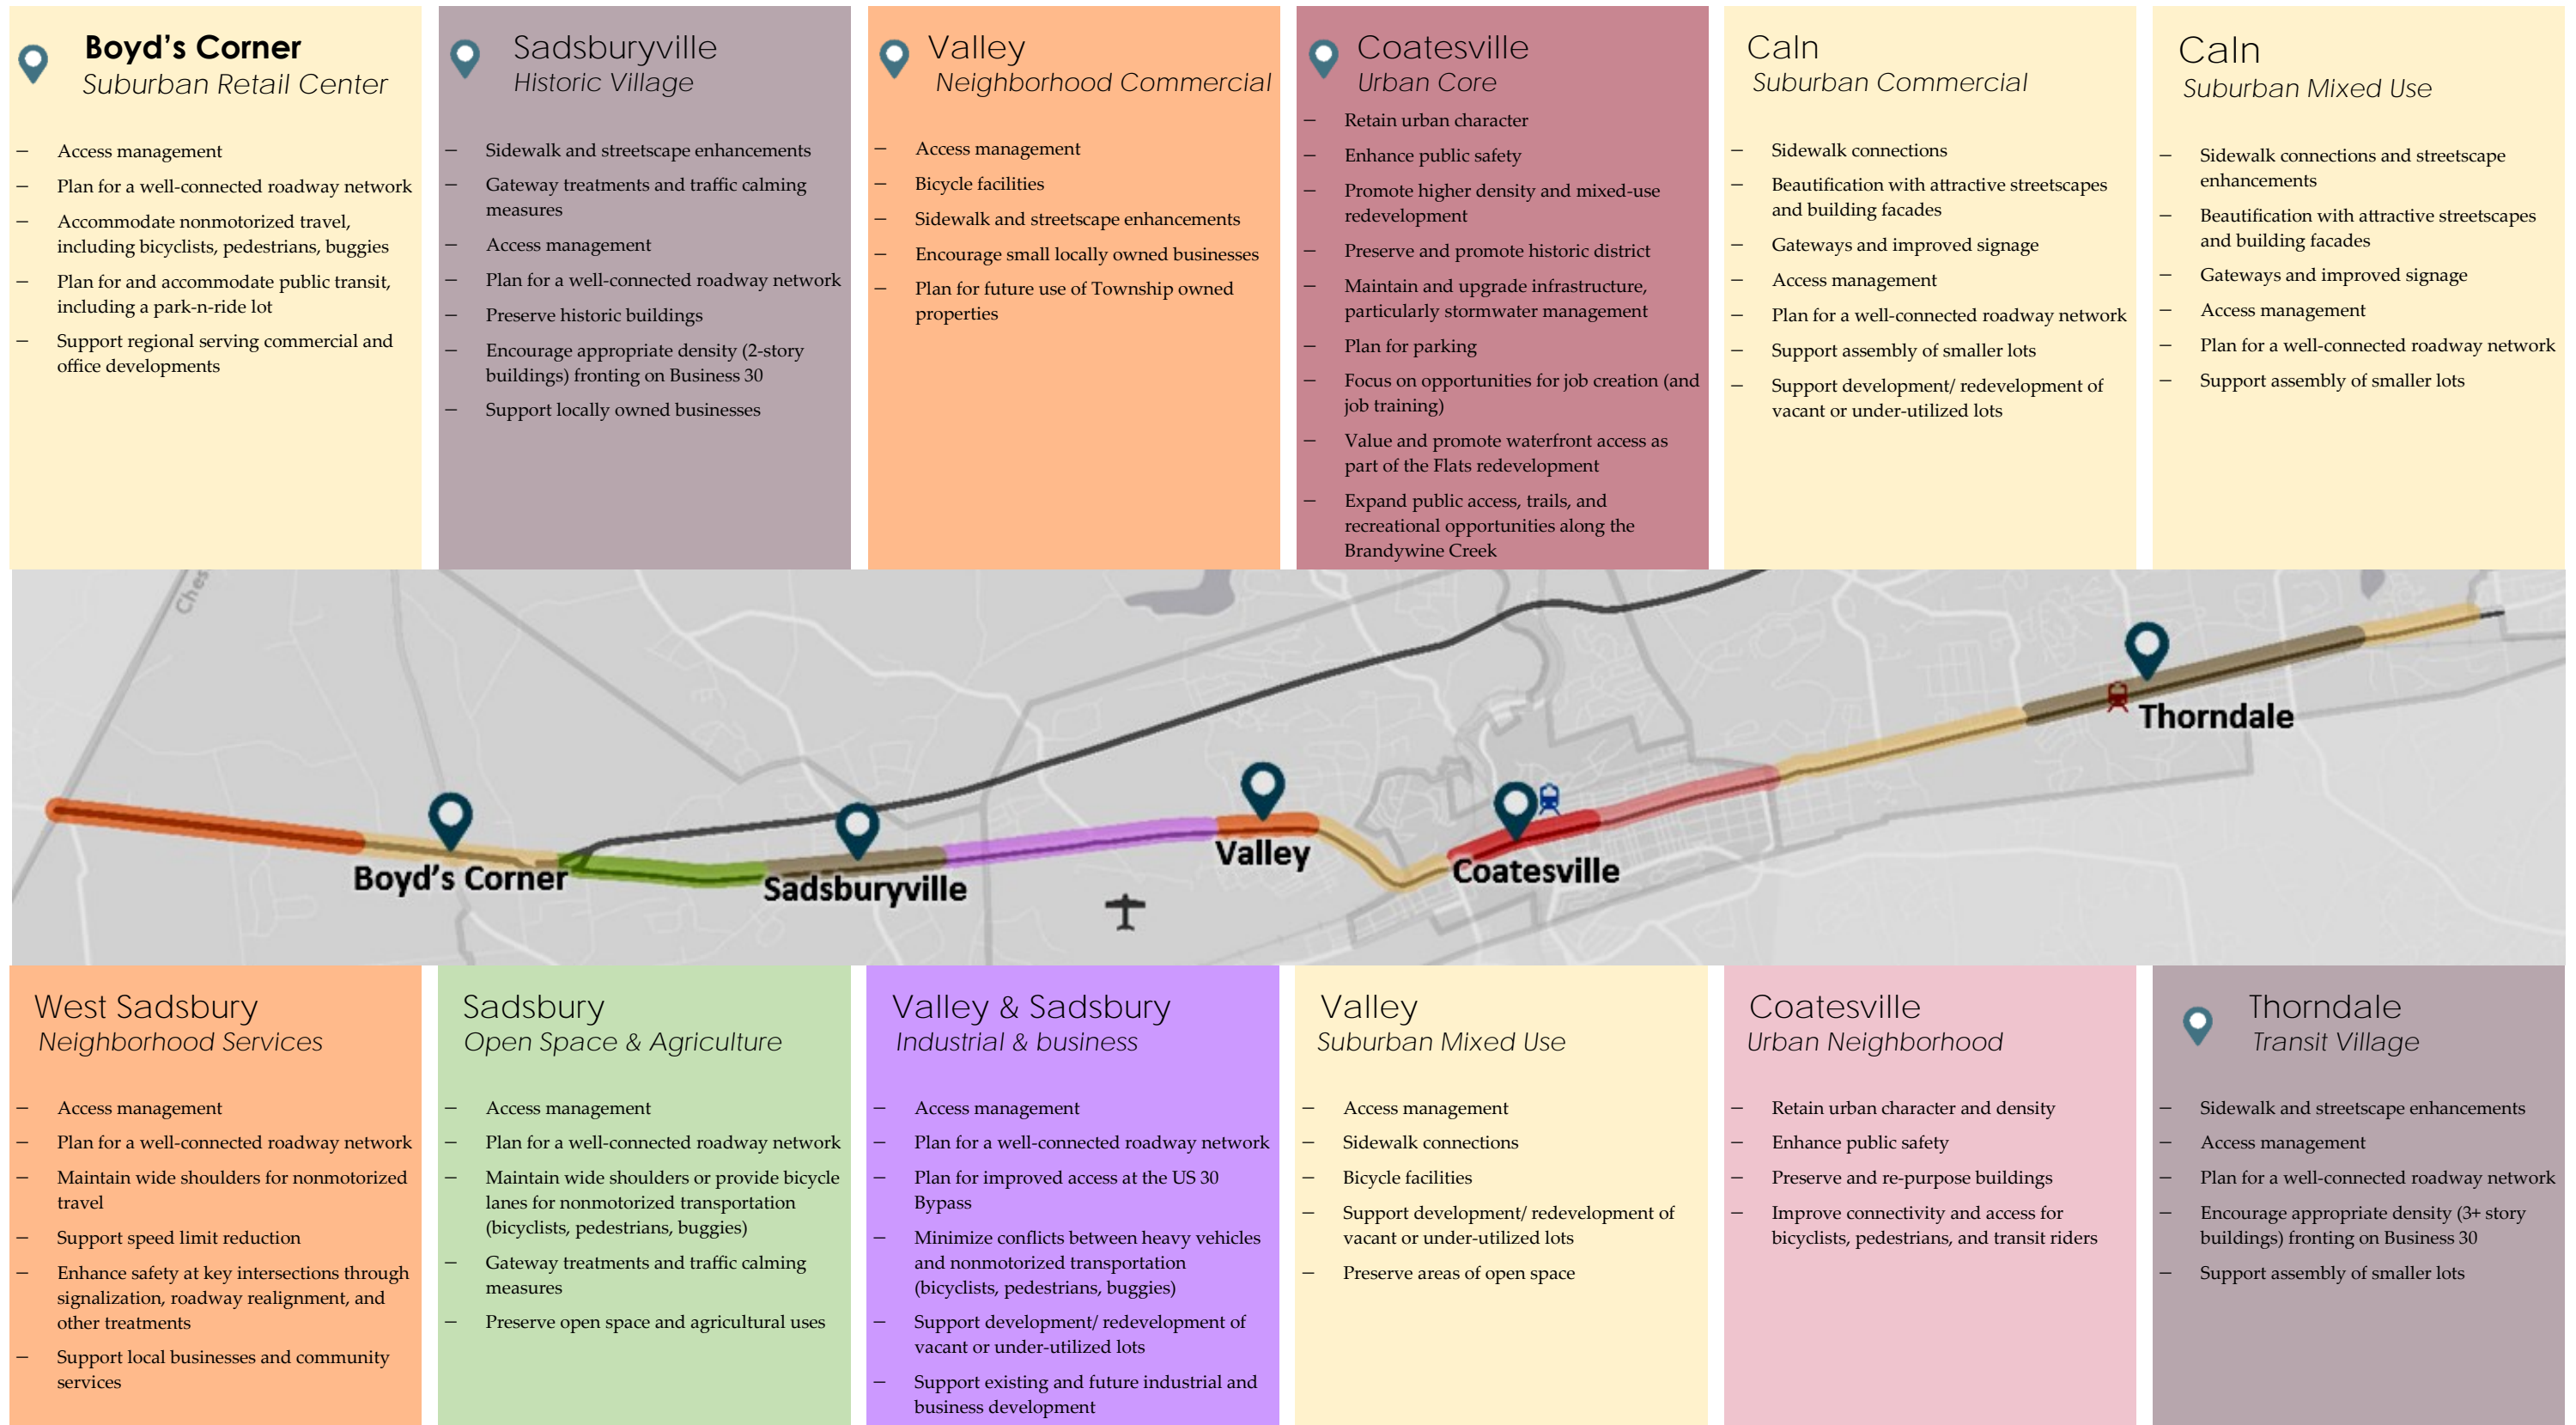 Boyd's Corner
Suburban Retail Center
– Access management
– Plan for a well-connected roadway network
– Accommodate nonmotorized travel,
including bicyclists, pedestrians, buggies
– Plan for and accommodate public transit,
including a park-n-ride lot
– Support regional serving commercial and
office developments
Sadsburyville
Historic Village
– Sidewalk and streetscape enhancements
– Gateway treatments and traffic calming
measures
– Access management
– Plan for a well-connected roadway network
– Preserve historic buildings
– Encourage appropriate density (2-story
buildings) fronting on Business 30
– Support locally owned businesses
Valley
Neighborhood Commercial
– Access management
– Bicycle facilities
– Sidewalk and streetscape enhancements
– Encourage small locally owned businesses
– Plan for future use of Township owned
properties
Coatesville
Urban Core
– Retain urban character
– Enhance public safety
– Promote higher density and mixed-use
redevelopment
– Preserve and promote historic district
– Maintain and upgrade infrastructure,
particularly stormwater management
– Plan for parking
– Focus on opportunities for job creation (and
job training)
– Value and promote waterfront access as
part of the Flats redevelopment
– Expand public access, trails, and
recreational opportunities along the
Brandywine Creek
Caln
Suburban Commercial
– Sidewalk connections
– Beautification with attractive streetscapes
and building facades
– Gateways and improved signage
– Access management
– Plan for a well-connected roadway network
– Support assembly of smaller lots
– Support development/ redevelopment of
vacant or under-utilized lots
Caln
Suburban Mixed Use
– Sidewalk connections and streetscape
enhancements
– Beautification with attractive streetscapes
and building facades
– Gateways and improved signage
– Access management
– Plan for a well-connected roadway network
– Support assembly of smaller lots
Ches
Boyd's Corner
Sadsburyville
Valley
Coatesville
Thorndale
West Sadsbury
Neighborhood Services
– Access management
– Plan for a well-connected roadway network
– Maintain wide shoulders for nonmotorized
travel
– Support speed limit reduction
– Enhance safety at key intersections through
signalization, roadway realignment, and
other treatments
– Support local businesses and community
services
Sadsbury
Open Space & Agriculture
– Access management
– Plan for a well-connected roadway network
– Maintain wide shoulders or provide bicycle
lanes for nonmotorized transportation
(bicyclists, pedestrians, buggies)
– Gateway treatments and traffic calming
measures
– Preserve open space and agricultural uses
Valley & Sadsbury
Industrial & business
– Access management
– Plan for a well-connected roadway network
– Plan for improved access at the US 30
Bypass
– Minimize conflicts between heavy vehicles
and nonmotorized transportation
(bicyclists, pedestrians, buggies)
– Support development/ redevelopment of
vacant or under-utilized lots
– Support existing and future industrial and
business development
Valley
Suburban Mixed Use
– Access management
– Sidewalk connections
– Bicycle facilities
– Support development/ redevelopment of
vacant or under-utilized lots
– Preserve areas of open space
Coatesville
Urban Neighborhood
– Retain urban character and density
– Enhance public safety
– Preserve and re-purpose buildings
– Improve connectivity and access for
bicyclists, pedestrians, and transit riders
Thorndale
Transit Village
– Sidewalk and streetscape enhancements
– Access management
– Plan for a well-connected roadway network
– Encourage appropriate density (3+ story
buildings) fronting on Business 30
– Support assembly of smaller lots